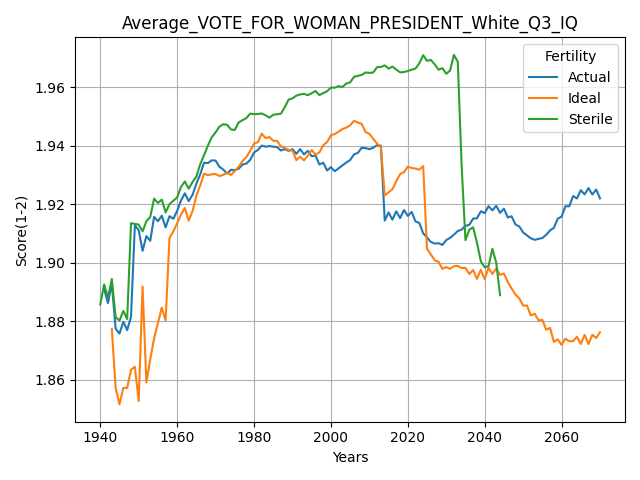 Average_VOTE_FOR_WOMAN_PRESIDENT_White_Q3_IQ
Fertility
Actual
Ideal
Sterile
Score(1-2)
1.96
1.94
1.92
1.90
1.88
1.86
1940 1960 1980 2000 2020 2040 2060
Years